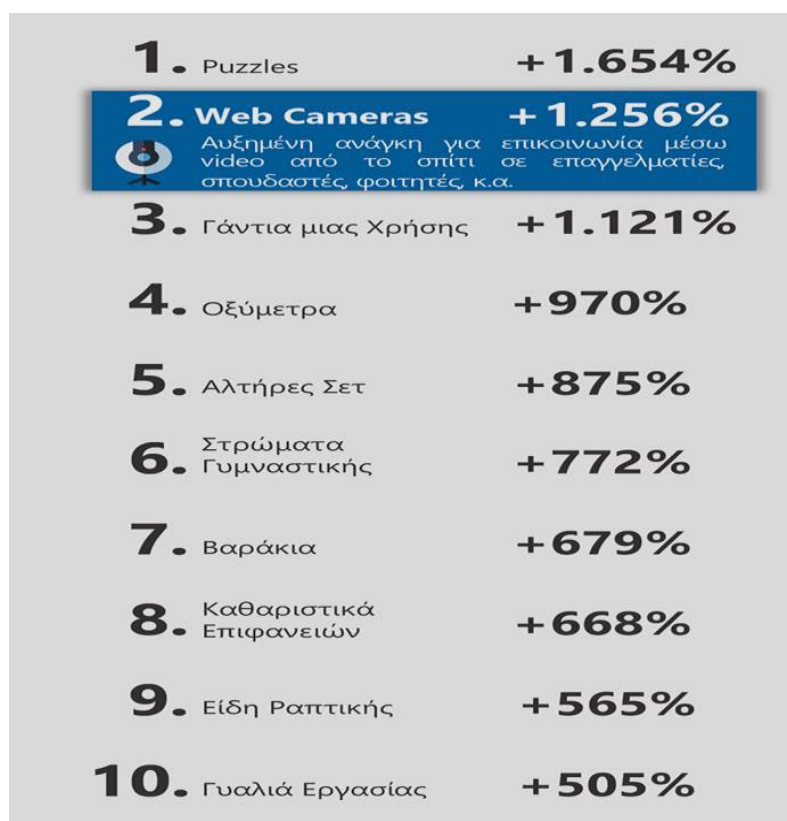 1. Puzzles +1.654%
2. Web Cameras +1.256%
Αυξημένη ανάγκη για επικοινωνία μέσω
video από το σπίτι σε επαγγελματίες,
σπουδαστές, φοιτητές, κ.α.
3. Γάντια μιας Χρήσης +1.121%
4. Οξύμετρα +970%
5. Αλτήρες Σετ +875%
6. Στρώματα
Γυμναστικής +772%
7. Βαράκια +679%
8. Καθαριστικά
Επιφανειών +668%
9. Είδη Ραπτικής +565%
10. Γυαλιά Εργασίας +505%